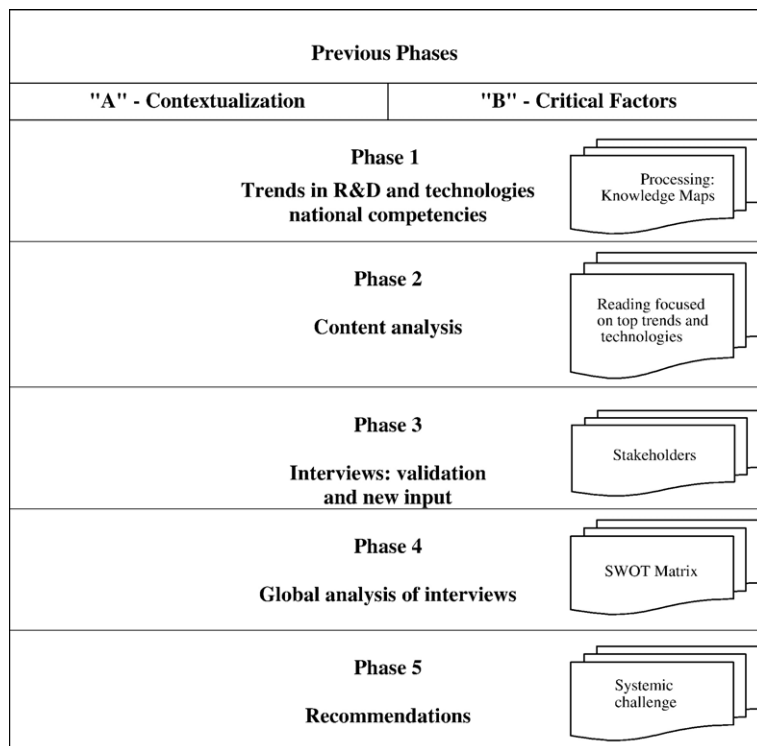 Previous Phases
"A" - Contextualization
"B" - Critical Factors
Phase 1
Trends in R&D and technologies
national competencies
Processing:
Knowledge Maps
Phase 2
Content analysis
Reading focused
on top trends and
technologies
Phase 3
Interviews: validation
and new input
Stakeholders
Phase 4
Global analysis of interviews
SWOT Matrix
Phase 5
Recommendations
Systemic
challenge